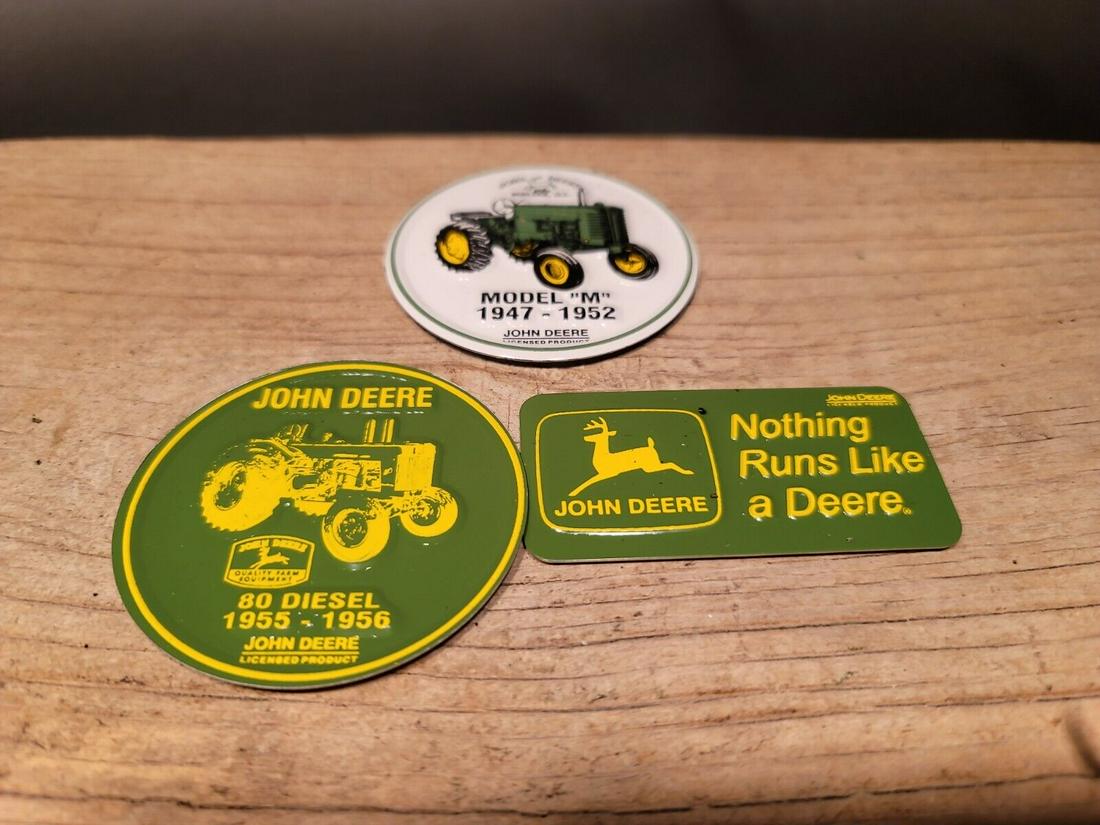 MODEL "M"
1947 - 1952
JOHN DEERE
LICENSED PRODUCT
JOHN DEERE
JOHN DEERE
QUALITY FARM
EQUIPMENT
80 DIESEL
1955 - 1956
JOHN DEERE
LICENSED PRODUCT
JOHN DEERE
JOHN DEERE
LICENSED PRODUCT
Nothing
Runs Like
a Deere®